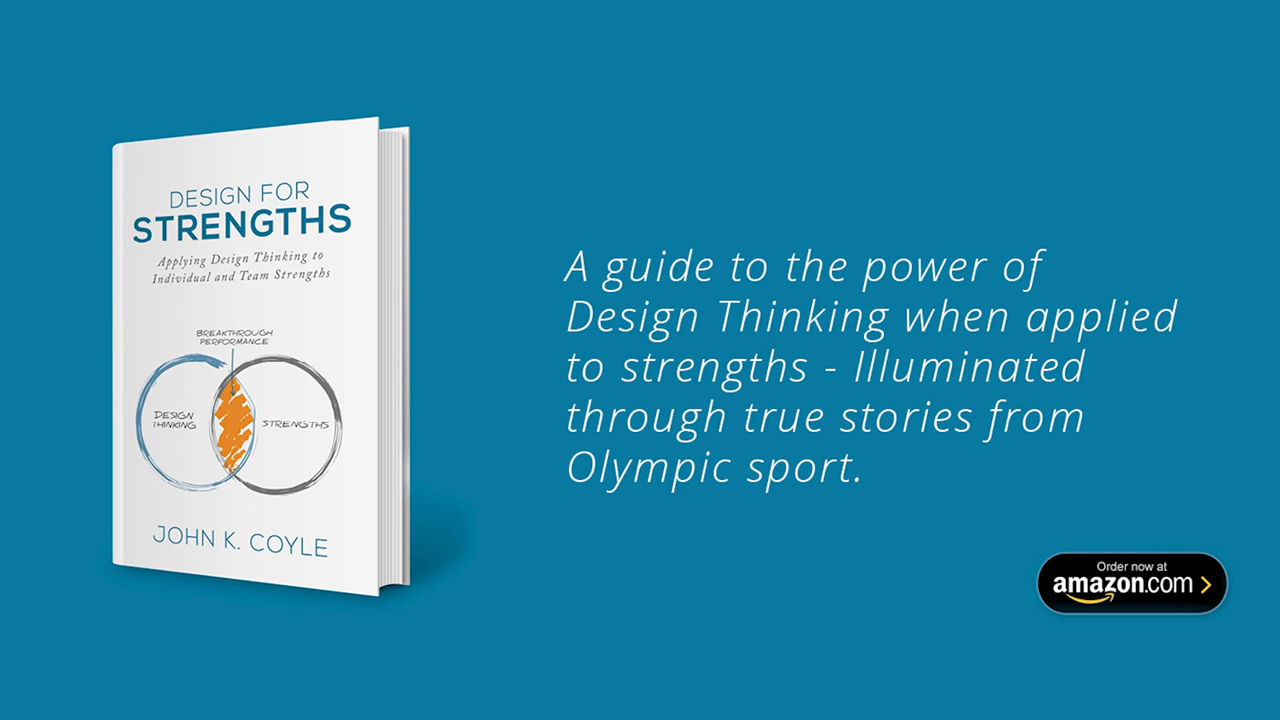 DESIGN FOR
STRENGTHS
Applying Design Thinking to
Individual and Team Strengths
BREAKTHROUGH
PERFORMANCE
DESIGN
THINKING
STRENGTHS
JOHN K. COYLE
A guide to the power of
Design Thinking when applied
to strengths - Illuminated
through true stories from
Olympic sport.
Order now at
amazon.com